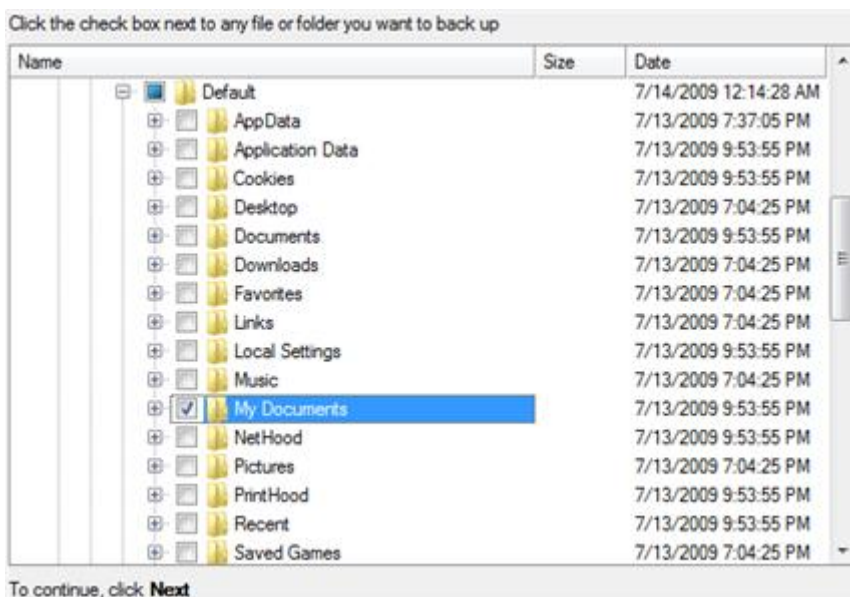 Click the check box next to any file or folder you want to back up
Name Size Date
Default 7/14/2009 12:14:28 AM
AppData 7/13/2009 7:37:05 PM
Application Data 7/13/2009 9:53:55 PM
Cookies 7/13/2009 9:53:55 PM
Desktop 7/13/2009 7:04:25 PM
Documents 7/13/2009 9:53:55 PM
Downloads 7/13/2009 7:04:25 PM
Favorites 7/13/2009 7:04:25 PM
Links 7/13/2009 7:04:25 PM
Local Settings 7/13/2009 9:53:55 PM
Music 7/13/2009 7:04:25 PM
My Documents 7/13/2009 9:53:55 PM
NetHood 7/13/2009 9:53:55 PM
Pictures 7/13/2009 7:04:25 PM
PrintHood 7/13/2009 9:53:55 PM
Recent 7/13/2009 9:53:55 PM
Saved Games 7/13/2009 7:04:25 PM
To continue, click Next